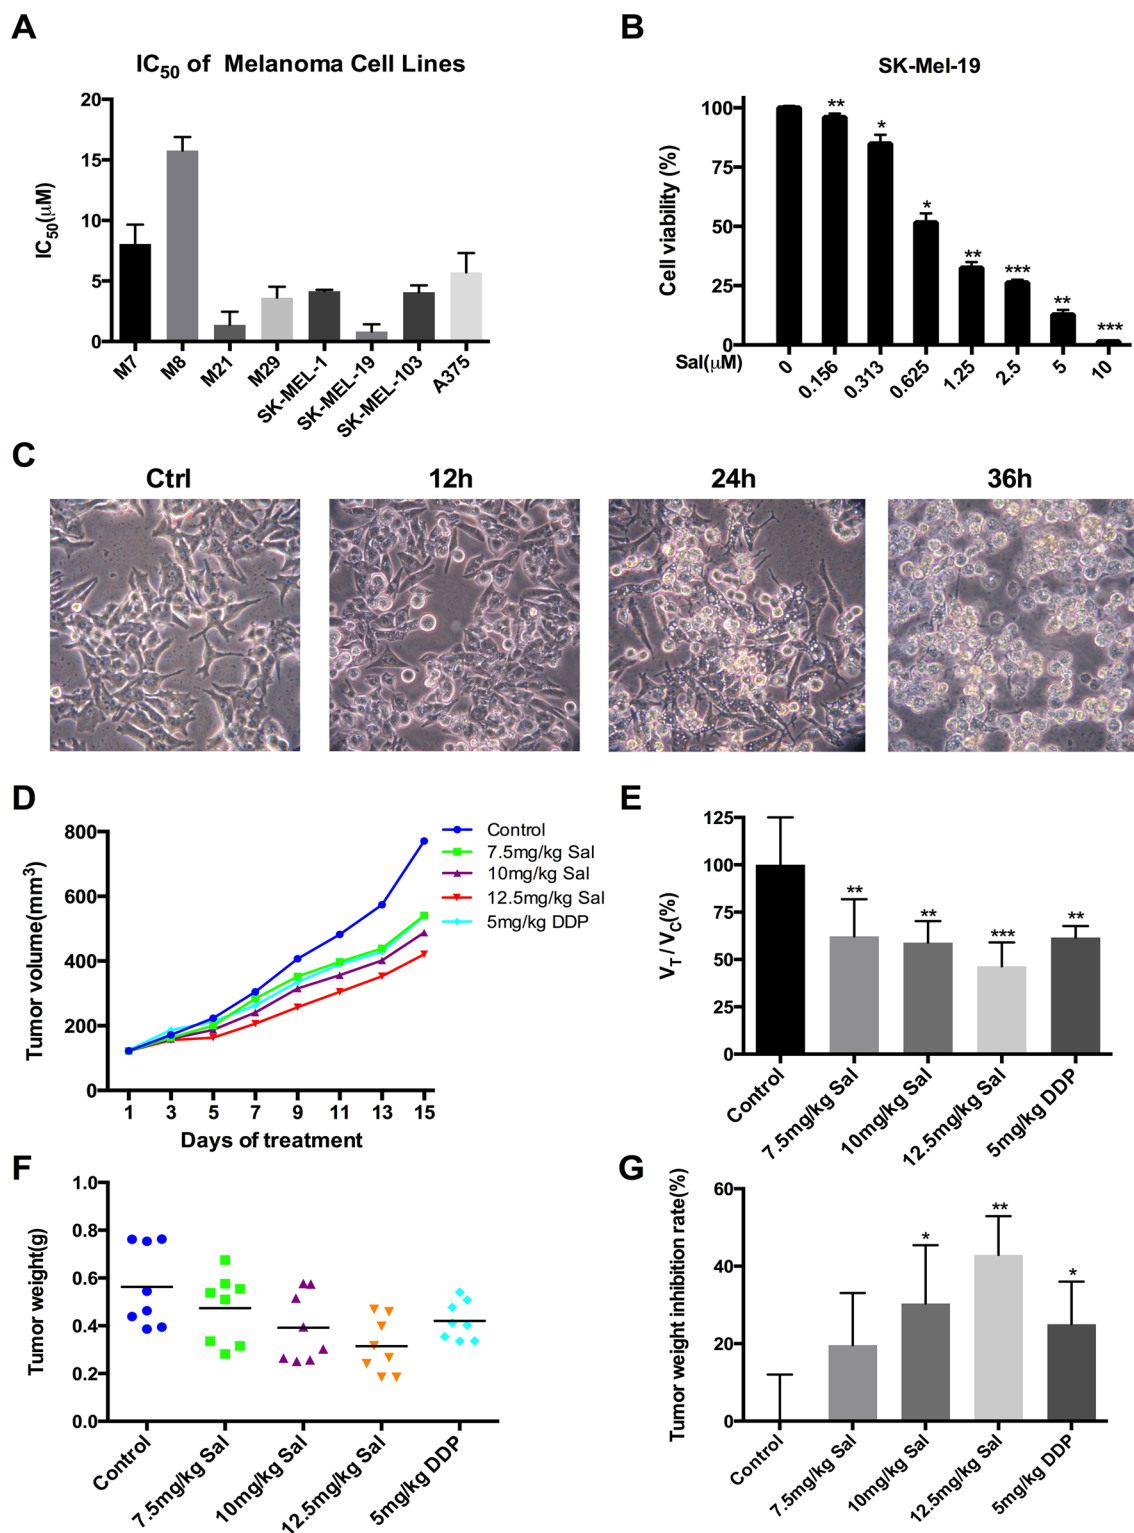 A
IC50 of Melanoma Cell Lines
IC50(μM)
20
15
10
5
0
M7
M8
M21
M29
SK-MEL-1
SK-MEL-19
SK-MEL-103
A375
B
SK-Mel-19
Cell viability (%)
100
75
50
25
0
**
*
*
**
***
**
***
Sal(μM)
0
0.156
0.313
0.625
1.25
2.5
5
10
C
Ctrl
12h
24h
36h
D
Tumor volume(mm3)
800
600
400
200
0
1 3 5 7 9 11 13 15
Days of treatment
Control
7.5mg/kg Sal
10mg/kg Sal
12.5mg/kg Sal
5mg/kg DDP
E
VT / VC(%)
125
100
75
50
25
0
**
**
***
**
Control
7.5mg/kg Sal
10mg/kg Sal
12.5mg/kg Sal
5mg/kg DDP
F
Tumor weight(g)
1.0
0.8
0.6
0.4
0.2
0.0
Control
7.5mg/kg Sal
10mg/kg Sal
12.5mg/kg Sal
5mg/kg DDP
G
Tumor weight inhibition rate(%)
60
40
20
0
*
**
*
Control
7.5mg/kg Sal
10mg/kg Sal
12.5mg/kg Sal
5mg/kg DDP